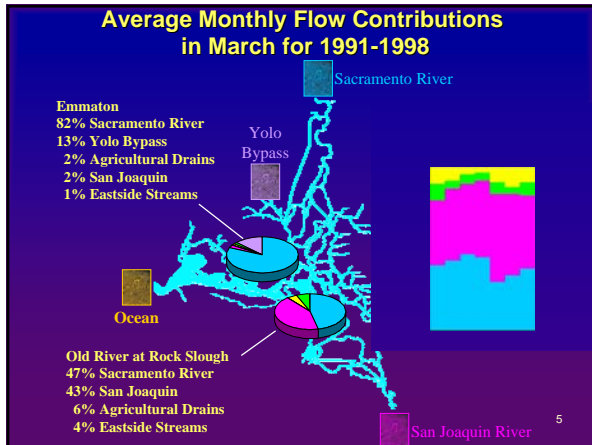 Average Monthly Flow Contributions
in March for 1991-1998
Sacramento River
Emmaton
82% Sacramento River
13% Yolo Bypass
2% Agricultural Drains
2% San Joaquin
1% Eastside Streams
Yolo
Bypass
Ocean
Old River at Rock Slough
47% Sacramento River
43% San Joaquin
6% Agricultural Drains
4% Eastside Streams
San Joaquin River
5